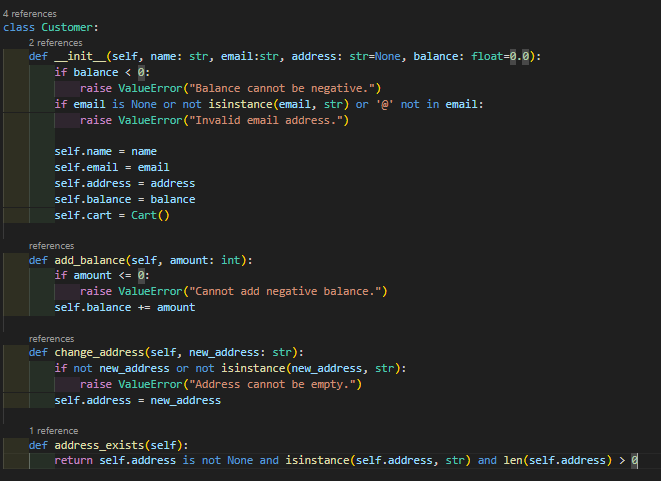 4 references
class Customer:
2 references
def __init__(self, name: str, email:str, address: str=None, balance: float=0.0):
if balance < 0:
raise ValueError("Balance cannot be negative.")
if email is None or not isinstance(email, str) or '@' not in email:
raise ValueError("Invalid email address.")
self.name = name
self.email = email
self.address = address
self.balance = balance
self.cart = Cart()
references
def add_balance(self, amount: int):
if amount <= 0:
raise ValueError("Cannot add negative balance.")
self.balance += amount
references
def change_address(self, new_address: str):
if not new_address or not isinstance(new_address, str):
raise ValueError("Address cannot be empty.")
self.address = new_address
1 reference
def address_exists(self):
return self.address is not None and isinstance(self.address, str) and len(self.address) > 0